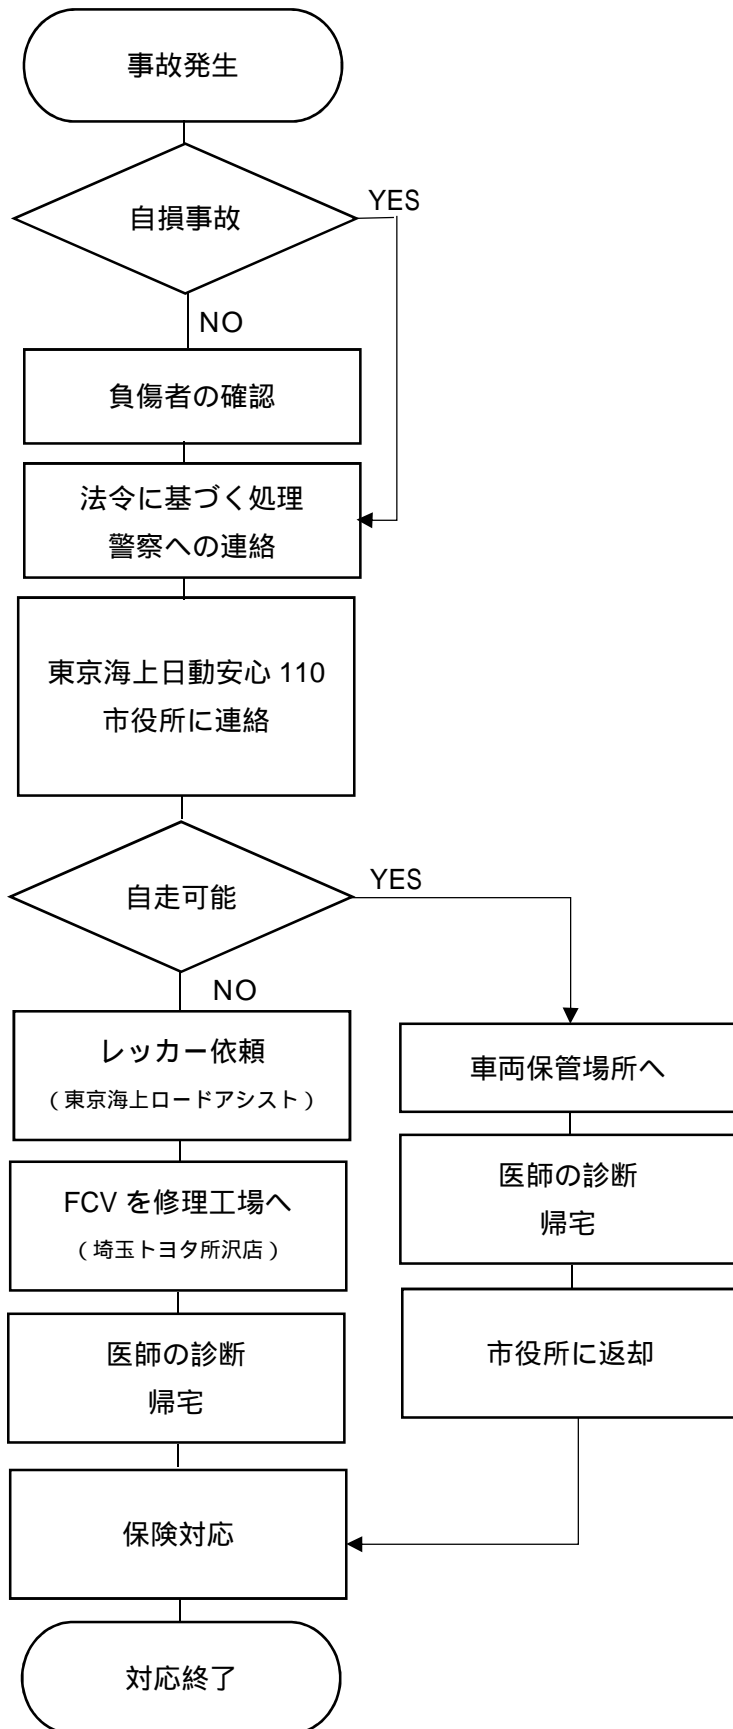 事故発生
自損事故
YES
NO
負傷者の確認
法令に基づく処理
警察への連絡
東京海上日動安心 110
市役所に連絡
自走可能
YES
NO
レッカー依頼
（東京海上ロードアシスト）
FCV を修理工場へ
（埼玉トヨタ所沢店）
医師の診断
帰宅
車両保管場所へ
医師の診断
帰宅
市役所に返却
保険対応
対応終了